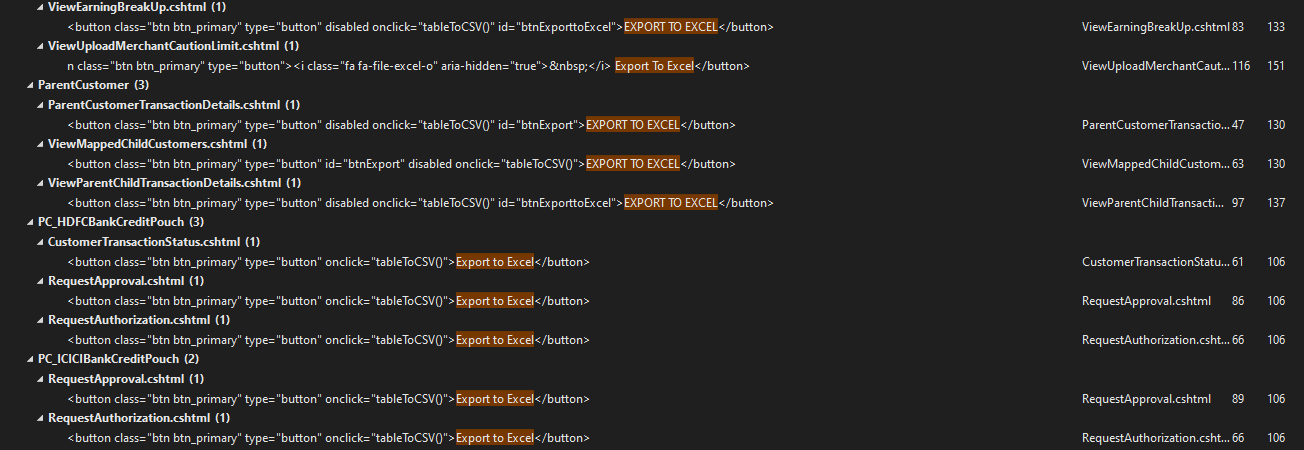 ViewEarningBreakUp.cshtml (1)
<button class="btn btn_primary" type="button" disabled onclick="tableToCSV()" id="btnExporttoExcel">EXPORT TO EXCEL</button> ViewEarningBreakUp.cshtml 83 133
ViewUploadMerchantCautionLimit.cshtml (1)
n class="btn btn_primary" type="button"><i class="fa fa-file-excel-o" aria-hidden="true">&nbsp;</i> Export To Excel</button> ViewUploadMerchantCaut... 116 151
ParentCustomer (3)
ParentCustomerTransactionDetails.cshtml (1)
<button class="btn btn_primary" type="button" disabled onclick="tableToCSV()" id="btnExport">EXPORT TO EXCEL</button> ParentCustomerTransactio... 47 130
ViewMappedChildCustomers.cshtml (1)
<button class="btn btn_primary" type="button" id="btnExport" disabled onclick="tableToCSV()">EXPORT TO EXCEL</button> ViewMappedChildCustom... 63 130
ViewParentChildTransactionDetails.cshtml (1)
<button class="btn btn_primary" type="button" disabled onclick="tableToCSV()" id="btnExporttoExcel">EXPORT TO EXCEL</button> ViewParentChildTransacti... 97 137
PC_HDFCBankCreditPouch (3)
CustomerTransactionStatus.cshtml (1)
<button class="btn btn_primary" type="button" onclick="tableToCSV()">Export to Excel</button> CustomerTransactionStatu... 61 106
RequestApproval.cshtml (1)
<button class="btn btn_primary" type="button" onclick="tableToCSV()">Export to Excel</button> RequestApproval.cshtml 86 106
RequestAuthorization.cshtml (1)
<button class="btn btn_primary" type="button" onclick="tableToCSV()">Export to Excel</button> RequestAuthorization.csht... 66 106
PC_ICICIBankCreditPouch (2)
RequestApproval.cshtml (1)
<button class="btn btn_primary" type="button" onclick="tableToCSV()">Export to Excel</button> RequestApproval.cshtml 89 106
RequestAuthorization.cshtml (1)
<button class="btn btn_primary" type="button" onclick="tableToCSV()">Export to Excel</button> RequestAuthorization.csht... 66 106